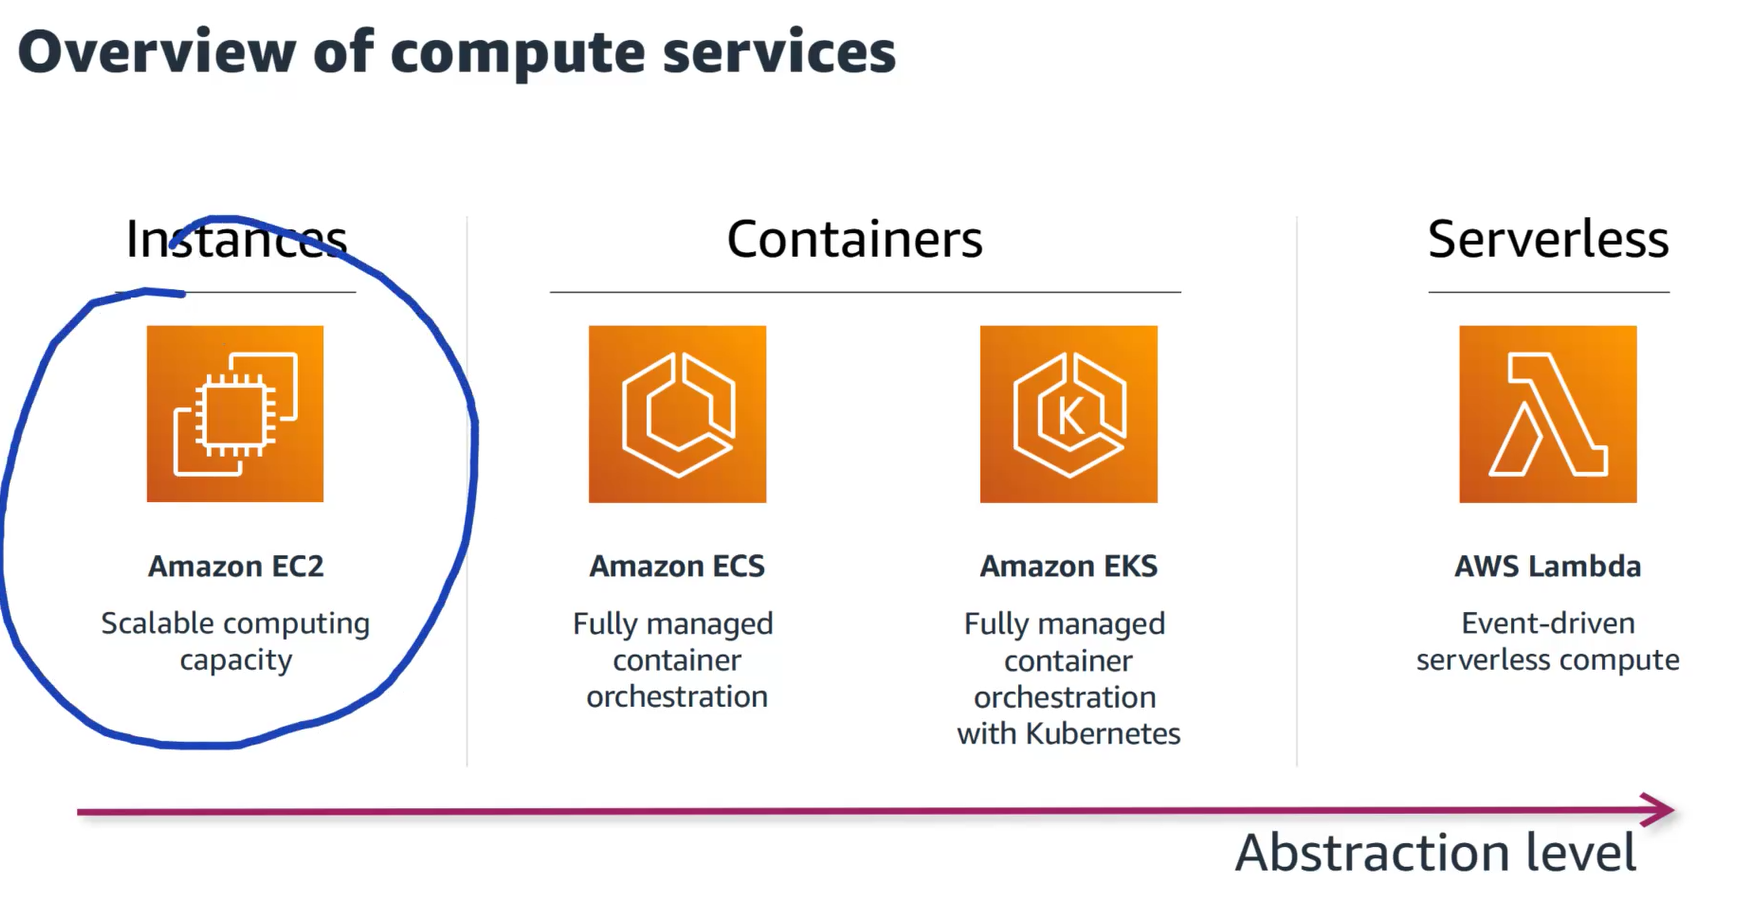 Overview of compute services
Instances
Containers
Serverless
K
Amazon EC2
Scalable computing
capacity
Amazon ECS
Fully managed
container
orchestration
Amazon EKS
Fully managed
container
orchestration
with Kubernetes
AWS Lambda
Event-driven
serverless compute
Abstraction level